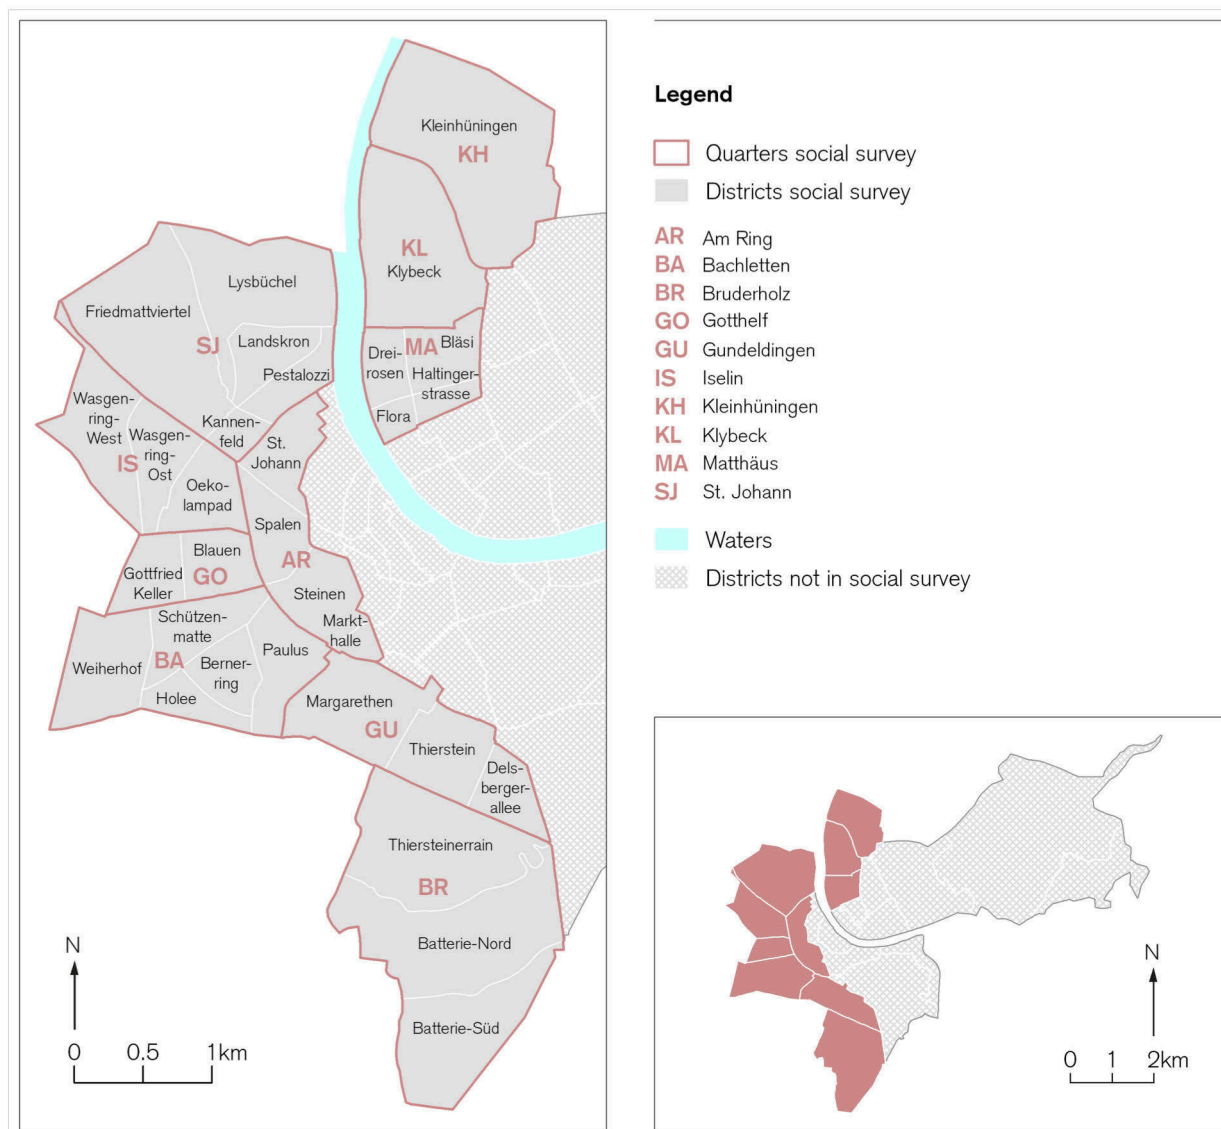 Kleinhüningen
KH
KL
Klybeck
Lysbüchel
Friedmattviertel
SJ
Landskron
Pestalozzi
Drei-
rosen
MA
Bläsi
Haltinger-
strasse
Flora
Wasgen-
ring-
West
Wasgen-
ring-
Ost
IS
Kannen-
feld
St.
Johann
Oeko-
lampad
Spalen
AR
Blauen
Gottfried
Keller
GO
Steinen
Markt-
halle
Schützen-
matte
Weiherhof
BA
Berner-
ring
Paulus
Holee
Margarethen
GU
Thierstein
Dels-
berger-
allee
Thiersteinerrain
BR
Batterie-Nord
Batterie-Süd
N
0 0.5 1km
Legend
Quarters social survey
Districts social survey
AR Am Ring
BA Bachletten
BR Bruderholz
GO Gotthelf
GU Gundeldingen
IS Iselin
KH Kleinhüningen
KL Klybeck
MA Matthäus
SJ St. Johann
Waters
Districts not in social survey
N
0 1 2km